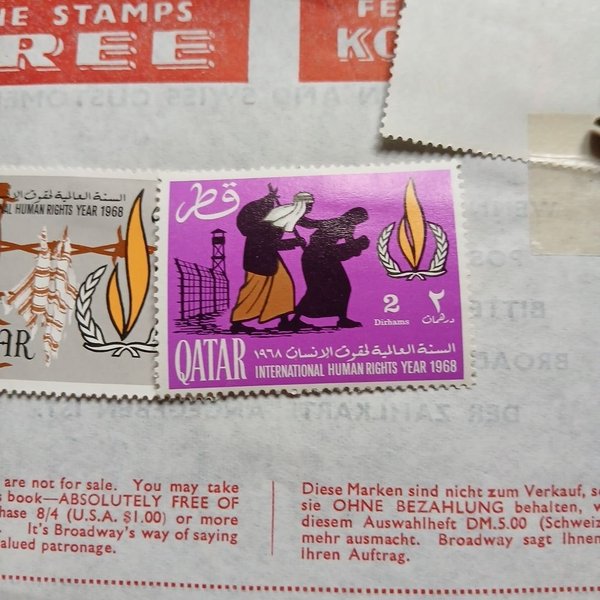 E STAMPS
REE
FE
السنة العالمية لحقوق الانسان
HUMAN RIGHTS YEAR 1968
AR
قطر
2 ٢
Dirhams درهمان
QATAR
السنة العالمية لحقوق الانسان ١٩٦٨
INTERNATIONAL HUMAN RIGHTS YEAR 1968
are not for sale. You may take
book—ABSOLUTELY FREE OF
hase 8/4 (U.S.A. $1.00) or more
It's Broadway's way of saying
alued patronage.
Diese Marken sind nicht zum Verkauf, s
sie OHNE BEZAHLUNG behalten, w
diesem Auswahlheft DM.5.00 (Schweiz
mehr ausmacht. Broadway sagt Ihnen
Ihren Auftrag.